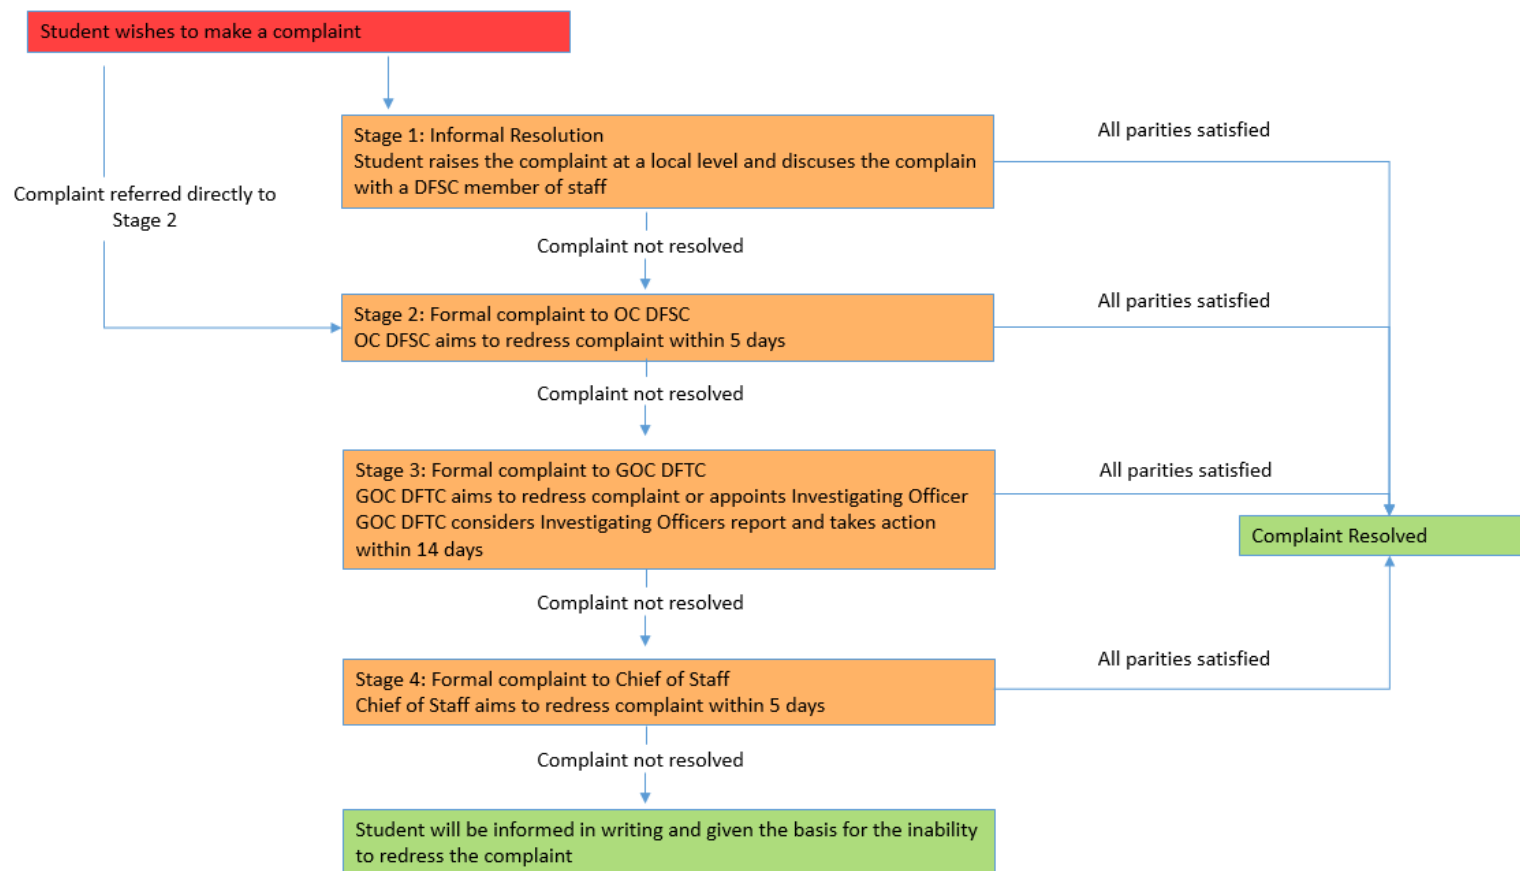 Student wishes to make a complaint
Stage 1: Informal Resolution
Student raises the complaint at a local level and discusses the complain
with a DFSC member of staff
All parities satisfied
Complaint referred directly to
Stage 2
Complaint not resolved
Stage 2: Formal complaint to OC DFSC
OC DFSC aims to redress complaint within 5 days
All parities satisfied
Complaint not resolved
Stage 3: Formal complaint to GOC DFTC
GOC DFTC aims to redress complaint or appoints Investigating Officer
GOC DFTC considers Investigating Officers report and takes action
within 14 days
All parities satisfied
Complaint Resolved
Complaint not resolved
Stage 4: Formal complaint to Chief of Staff
Chief of Staff aims to redress complaint within 5 days
All parities satisfied
Complaint not resolved
Student will be informed in writing and given the basis for the inability
to redress the complaint